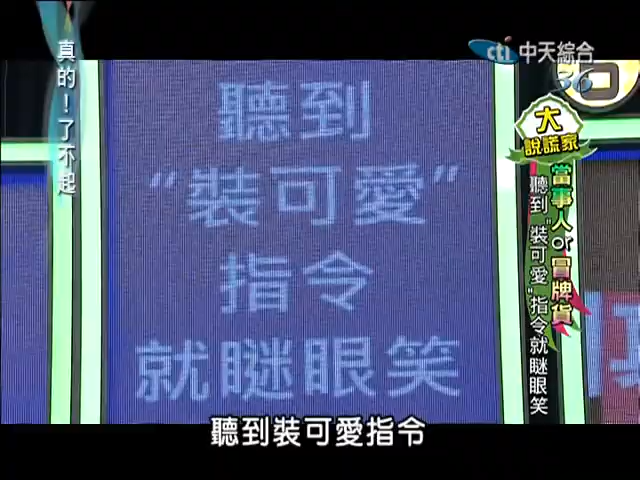 真的！了不起
cti 中天綜合
36
大
說謊家
當事人or冒牌貨
聽到"裝可愛"指令就瞇眼笑
聽到
“裝可愛”
指令
就瞇眼笑
聽到裝可愛指令